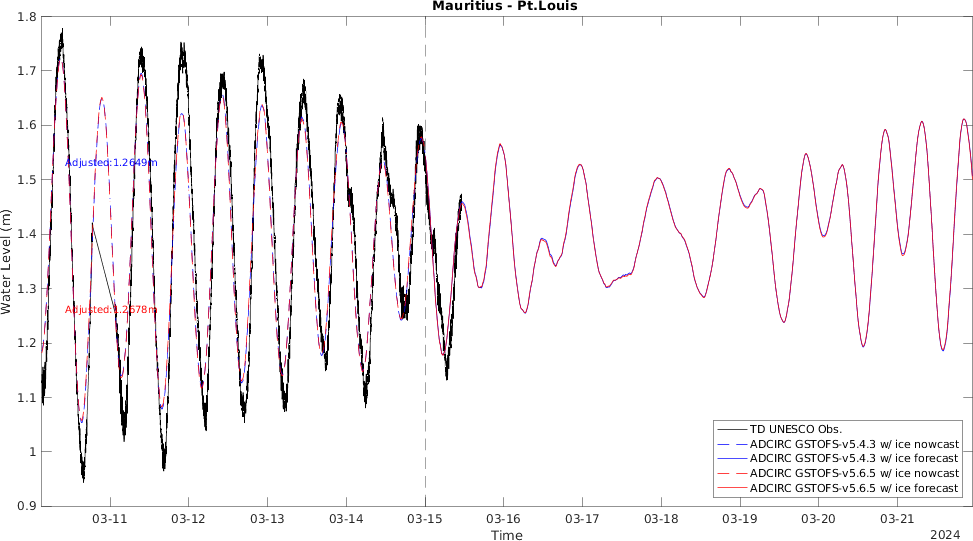 Mauritius - Pt.Louis
1.8
1.7
1.6
1.5
1.4
1.3
1.2
1.1
1
0.9
Water Level (m)
Adjusted:1.2649m
Adjusted:1.2678m
TD UNESCO Obs.
ADCIRC GSTOFS-v5.4.3 w/ ice nowcast
ADCIRC GSTOFS-v5.4.3 w/ ice forecast
ADCIRC GSTOFS-v5.6.5 w/ ice nowcast
ADCIRC GSTOFS-v5.6.5 w/ ice forecast
03-11 03-12 03-13 03-14 03-15 03-16 03-17 03-18 03-19 03-20 03-21
Time
2024